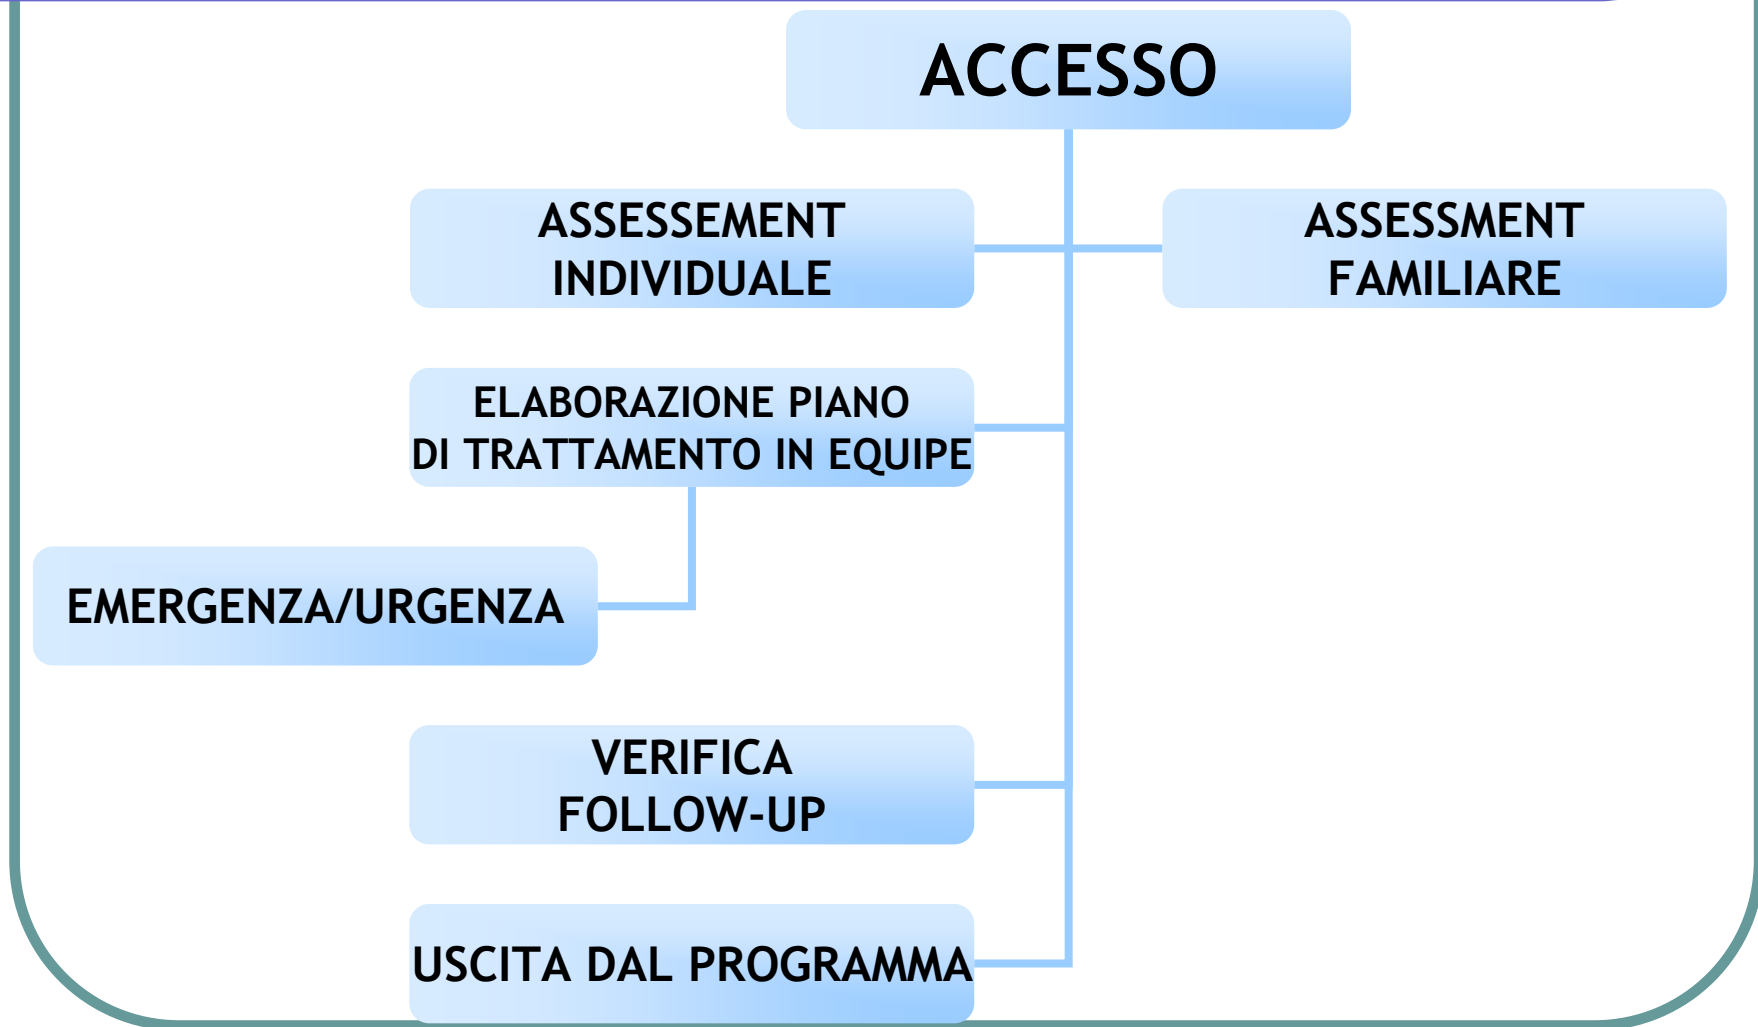 ACCESSO
ASSESSEMENT
INDIVIDUALE
ASSESSMENT
FAMILIARE
ELABORAZIONE PIANO
DI TRATTAMENTO IN EQUIPE
EMERGENZA/URGENZA
VERIFICA
FOLLOW-UP
USCITA DAL PROGRAMMA